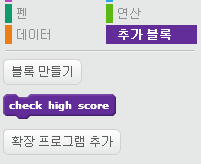 펜 연산
데이터 추가 블록
블록 만들기
check high score
확장 프로그램 추가